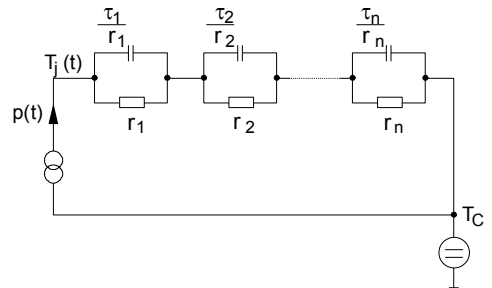 τ1 τ2 τn
r1 r2 rn
Tj (t)
r1 r2 rn
p(t)
TC